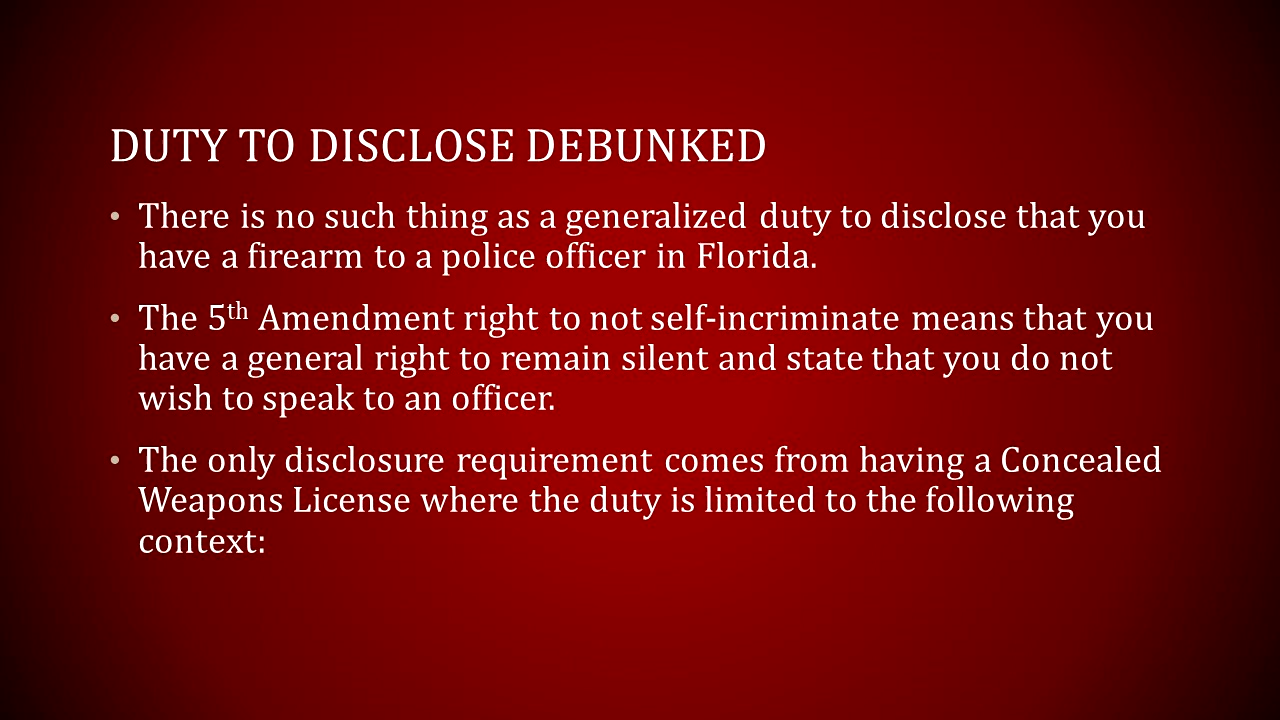 DUTY TO DISCLOSE DEBUNKED
• There is no such thing as a generalized duty to disclose that you
have a firearm to a police officer in Florida.
• The 5th Amendment right to not self-incriminate means that you
have a general right to remain silent and state that you do not
wish to speak to an officer.
• The only disclosure requirement comes from having a Concealed
Weapons License where the duty is limited to the following
context: